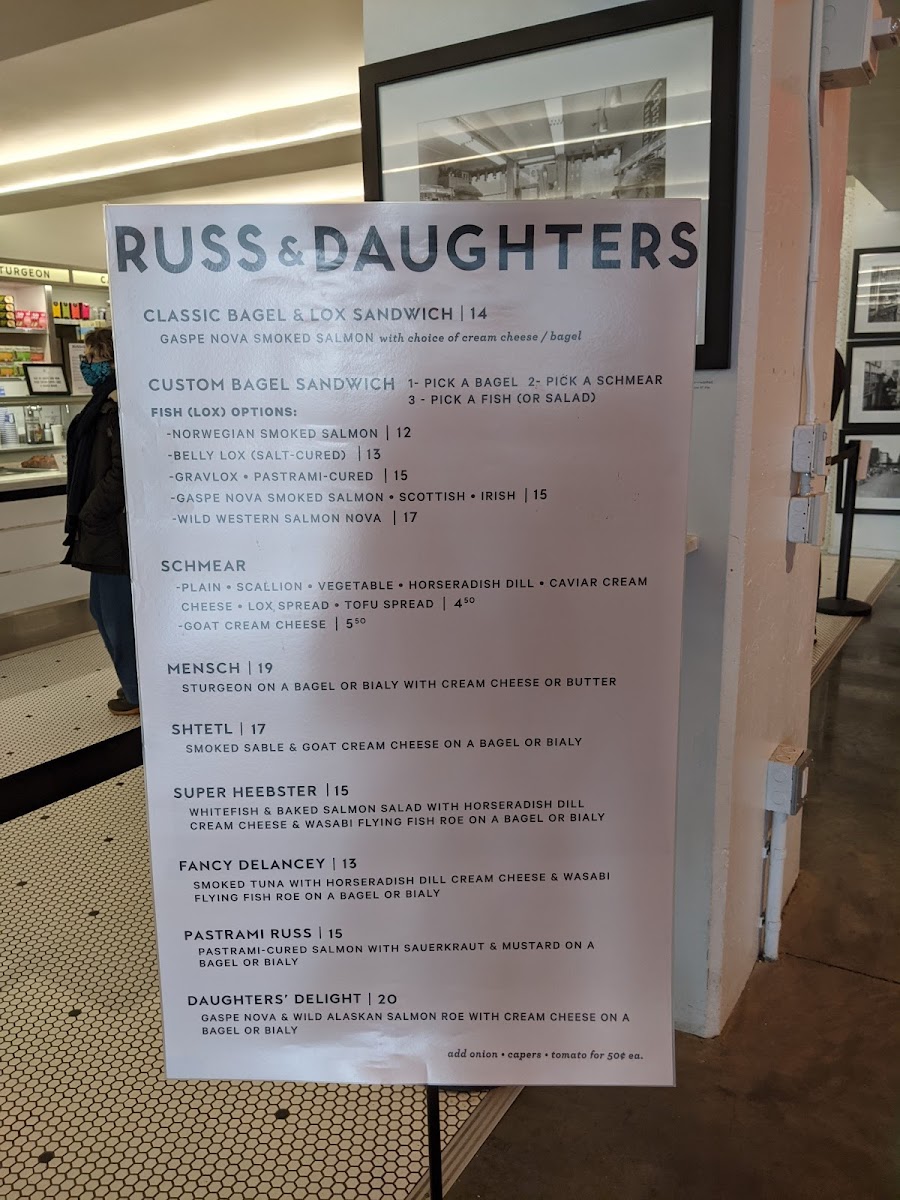 TURGEON
RUSS & DAUGHTERS
CLASSIC BAGEL & LOX SANDWICH | 14
GASPE NOVA SMOKED SALMON with choice of cream cheese / bagel
CUSTOM BAGEL SANDWICH 1- PICK A BAGEL 2- PICK A SCHMEAR
3 - PICK A FISH (OR SALAD)
FISH (LOX) OPTIONS:
-NORWEGIAN SMOKED SALMON | 12
-BELLY LOX (SALT-CURED) | 13
-GRAVLOX • PASTRAMI-CURED | 15
-GASPE NOVA SMOKED SALMON • SCOTTISH • IRISH | 15
-WILD WESTERN SALMON NOVA | 17
SCHMEAR
-PLAIN • SCALLION • VEGETABLE • HORSERADISH DILL • CAVIAR CREAM
CHEESE • LOX SPREAD • TOFU SPREAD | 4⁵⁰
-GOAT CREAM CHEESE | 5⁵⁰
MENSCH | 19
STURGEON ON A BAGEL OR BIALY WITH CREAM CHEESE OR BUTTER
SHTETL | 17
SMOKED SABLE & GOAT CREAM CHEESE ON A BAGEL OR BIALY
SUPER HEEBSTER | 15
WHITEFISH & BAKED SALMON SALAD WITH HORSERADISH DILL
CREAM CHEESE & WASABI FLYING FISH ROE ON A BAGEL OR BIALY
FANCY DELANCEY | 13
SMOKED TUNA WITH HORSERADISH DILL CREAM CHEESE & WASABI
FLYING FISH ROE ON A BAGEL OR BIALY
PASTRAMI RUSS | 15
PASTRAMI-CURED SALMON WITH SAUERKRAUT & MUSTARD ON A
BAGEL OR BIALY
DAUGHTERS' DELIGHT | 20
GASPE NOVA & WILD ALASKAN SALMON ROE WITH CREAM CHEESE ON A
BAGEL OR BIALY
add onion • capers • tomato for 50¢ ea.